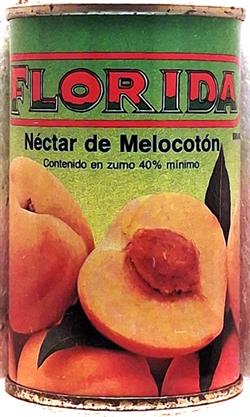 FLORIDA
Néctar de Melocotón
Contenido en zumo 40% mínimo